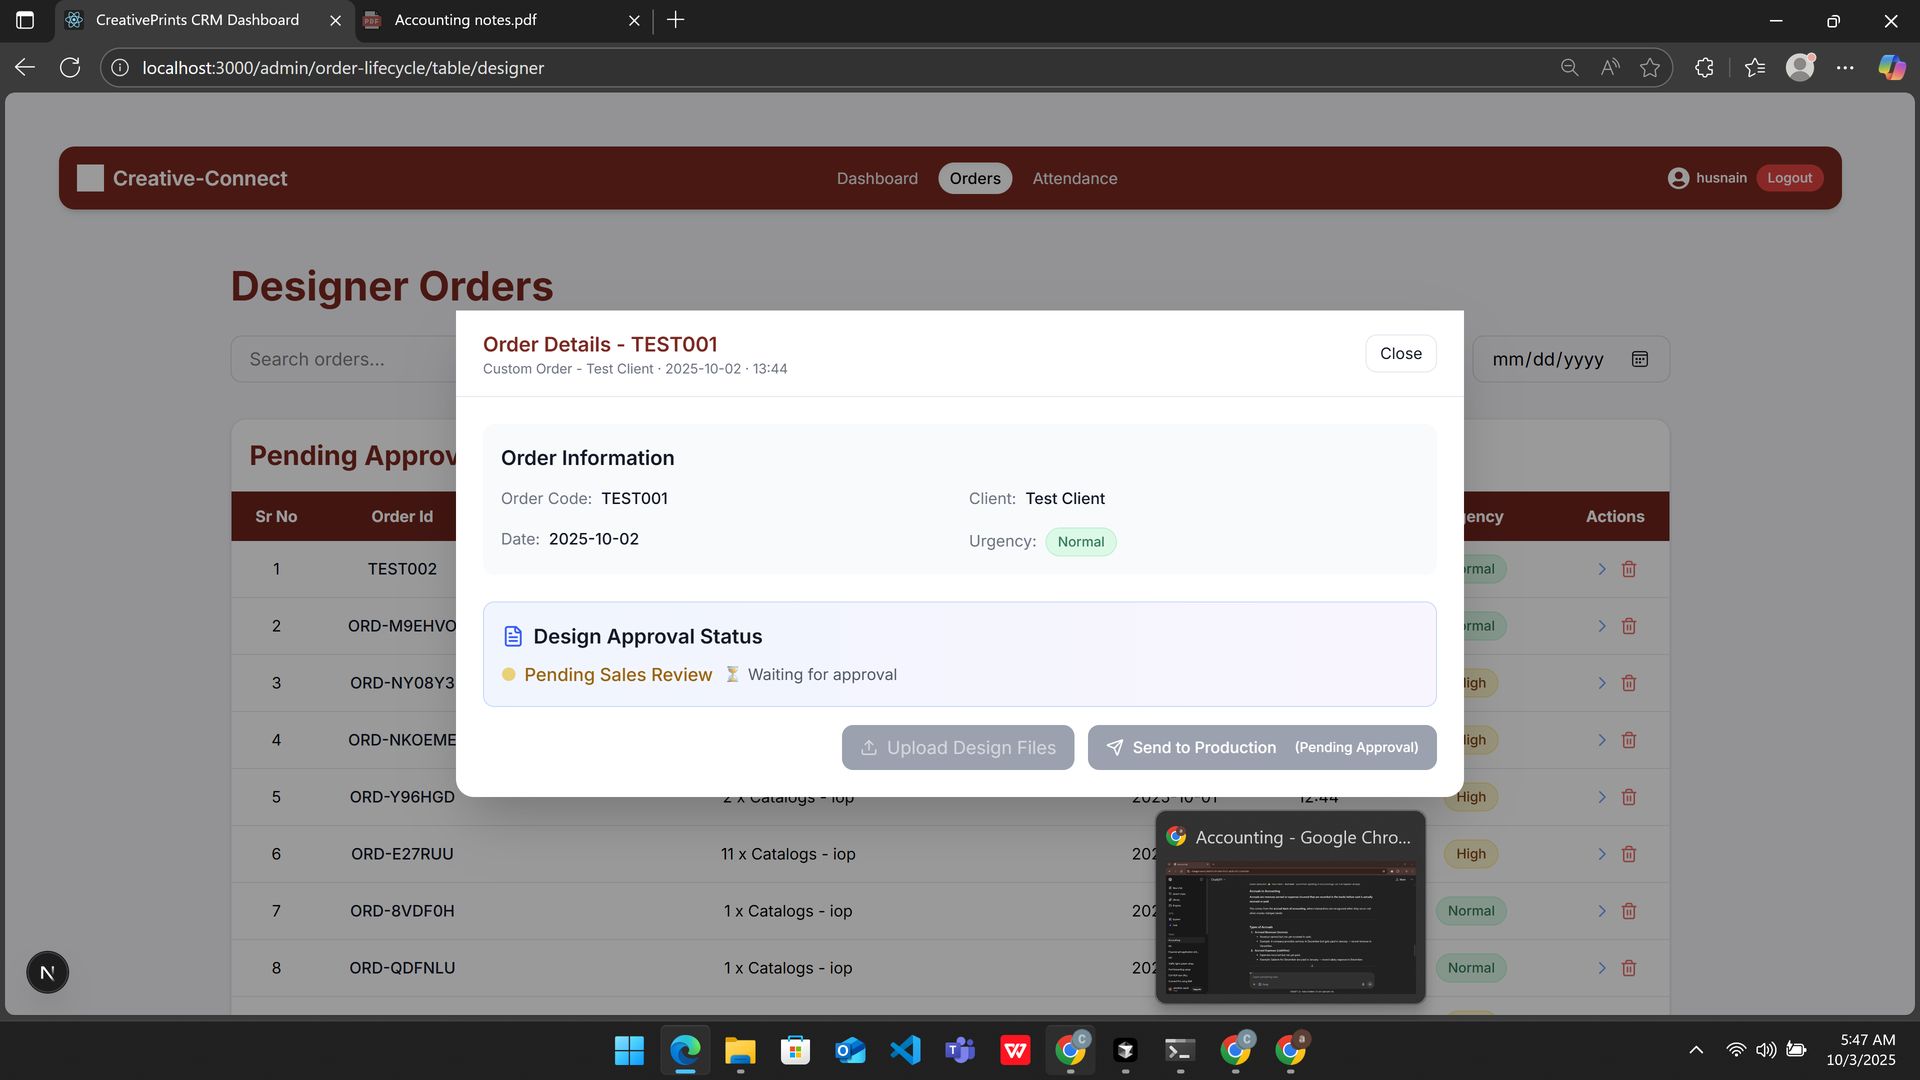 CreativePrints CRM Dashboard
Accounting notes.pdf
localhost:3000/admin/order-lifecycle/table/designer
Creative-Connect
Dashboard Orders Attendance
husnain Logout
Designer Orders
Search orders...
mm/dd/yyyy
Order Details - TEST001
Custom Order - Test Client · 2025-10-02 · 13:44
Close
Order Information
Order Code: TEST001
Client: Test Client
Date: 2025-10-02
Urgency: Normal
Design Approval Status
Pending Sales Review ⏳ Waiting for approval
Upload Design Files
Send to Production (Pending Approval)
Pending Approv
Sr No Order Id gency Actions
1 TEST002 ormal
2 ORD-M9EHVO ormal
3 ORD-NY08Y3 igh
4 ORD-NKOEME igh
5 ORD-Y96HGD 2 x Catalogs - iop 2025-10-01 12:44 High
6 ORD-E27RUU 11 x Catalogs - iop 202 High
7 ORD-8VDF0H 1 x Catalogs - iop 202 Normal
8 ORD-QDFNLU 1 x Catalogs - iop 202 Normal
N
Accounting - Google Chro...
5:47 AM
10/3/2025